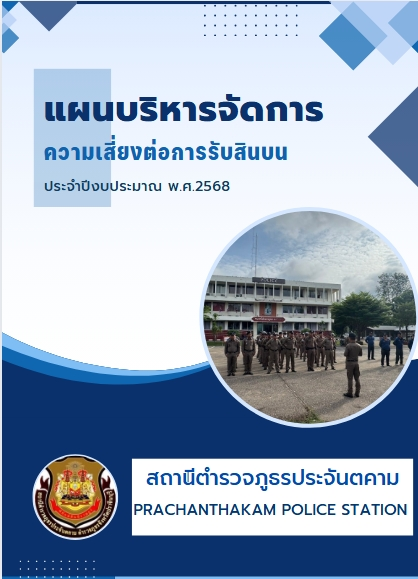 แผนบริหารจัดการ
ความเสี่ยงต่อการรับสินบน
ประจำปีงบประมาณ พ.ศ.2568
สถานีตำรวจภูธรประจันตคาม
PRACHANTHAKAM POLICE STATION